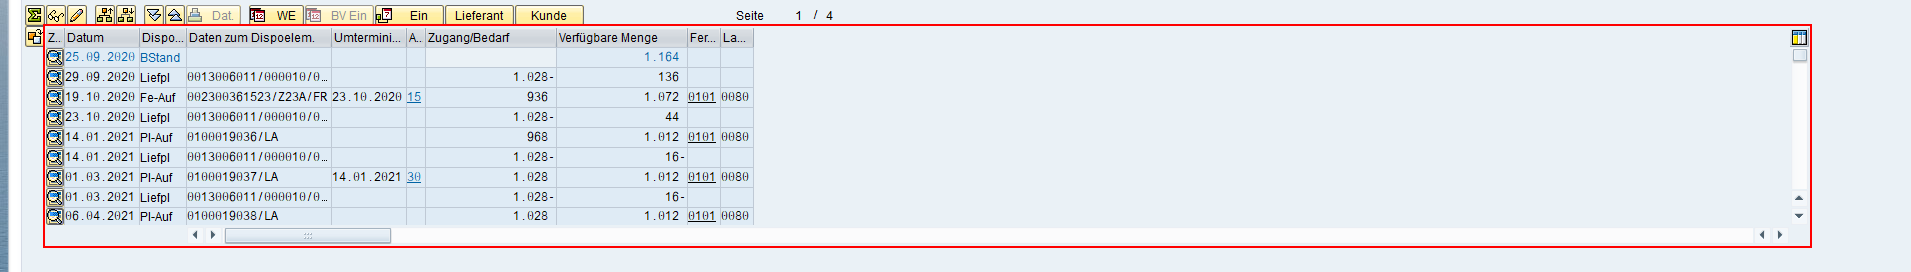 Dat. WE BV Ein Ein Lieferant Kunde Seite 1 / 4
Z.. Datum Dispo... Daten zum Dispoelem. Umtermini... A.. Zugang/Bedarf Verfügbare Menge Fer... La...
25.09.2020 BStand 1.164
29.09.2020 Liefpl 0013006011/000010/0... 1.028- 136
19.10.2020 Fe-Auf 002300361523/Z23A/FR 23.10.2020 15 936 1.072 0101 0080
23.10.2020 Liefpl 0013006011/000010/0... 1.028- 44
14.01.2021 Pl-Auf 0100019036/LA 968 1.012 0101 0080
14.01.2021 Liefpl 0013006011/000010/0... 1.028- 16-
01.03.2021 Pl-Auf 0100019037/LA 14.01.2021 30 1.028 1.012 0101 0080
01.03.2021 Liefpl 0013006011/000010/0... 1.028- 16-
06.04.2021 Pl-Auf 0100019038/LA 1.028 1.012 0101 0080